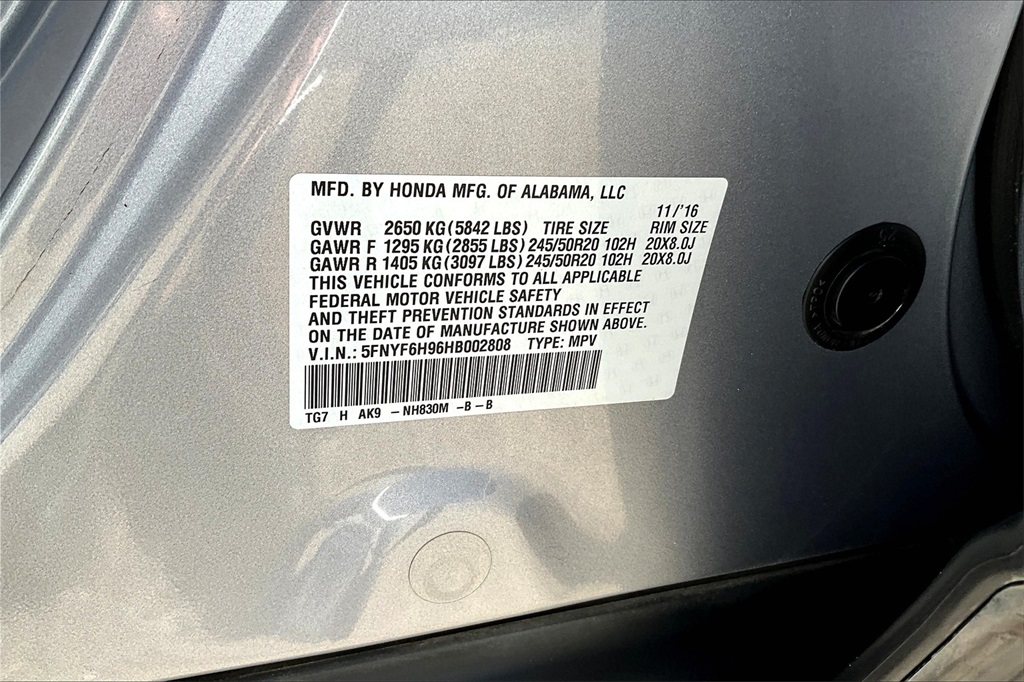 MFD. BY HONDA MFG. OF ALABAMA, LLC
11/'16
GVWR 2650 KG (5842 LBS) TIRE SIZE RIM SIZE
GAWR F 1295 KG (2855 LBS) 245/50R20 102H 20X8.0J
GAWR R 1405 KG (3097 LBS) 245/50R20 102H 20X8.0J
THIS VEHICLE CONFORMS TO ALL APPLICABLE
FEDERAL MOTOR VEHICLE SAFETY
AND THEFT PREVENTION STANDARDS IN EFFECT
ON THE DATE OF MANUFACTURE SHOWN ABOVE.
V.I.N.: 5FNYF6H96HB002808 TYPE: MPV
TG7 H AK9 – NH830M – B – B